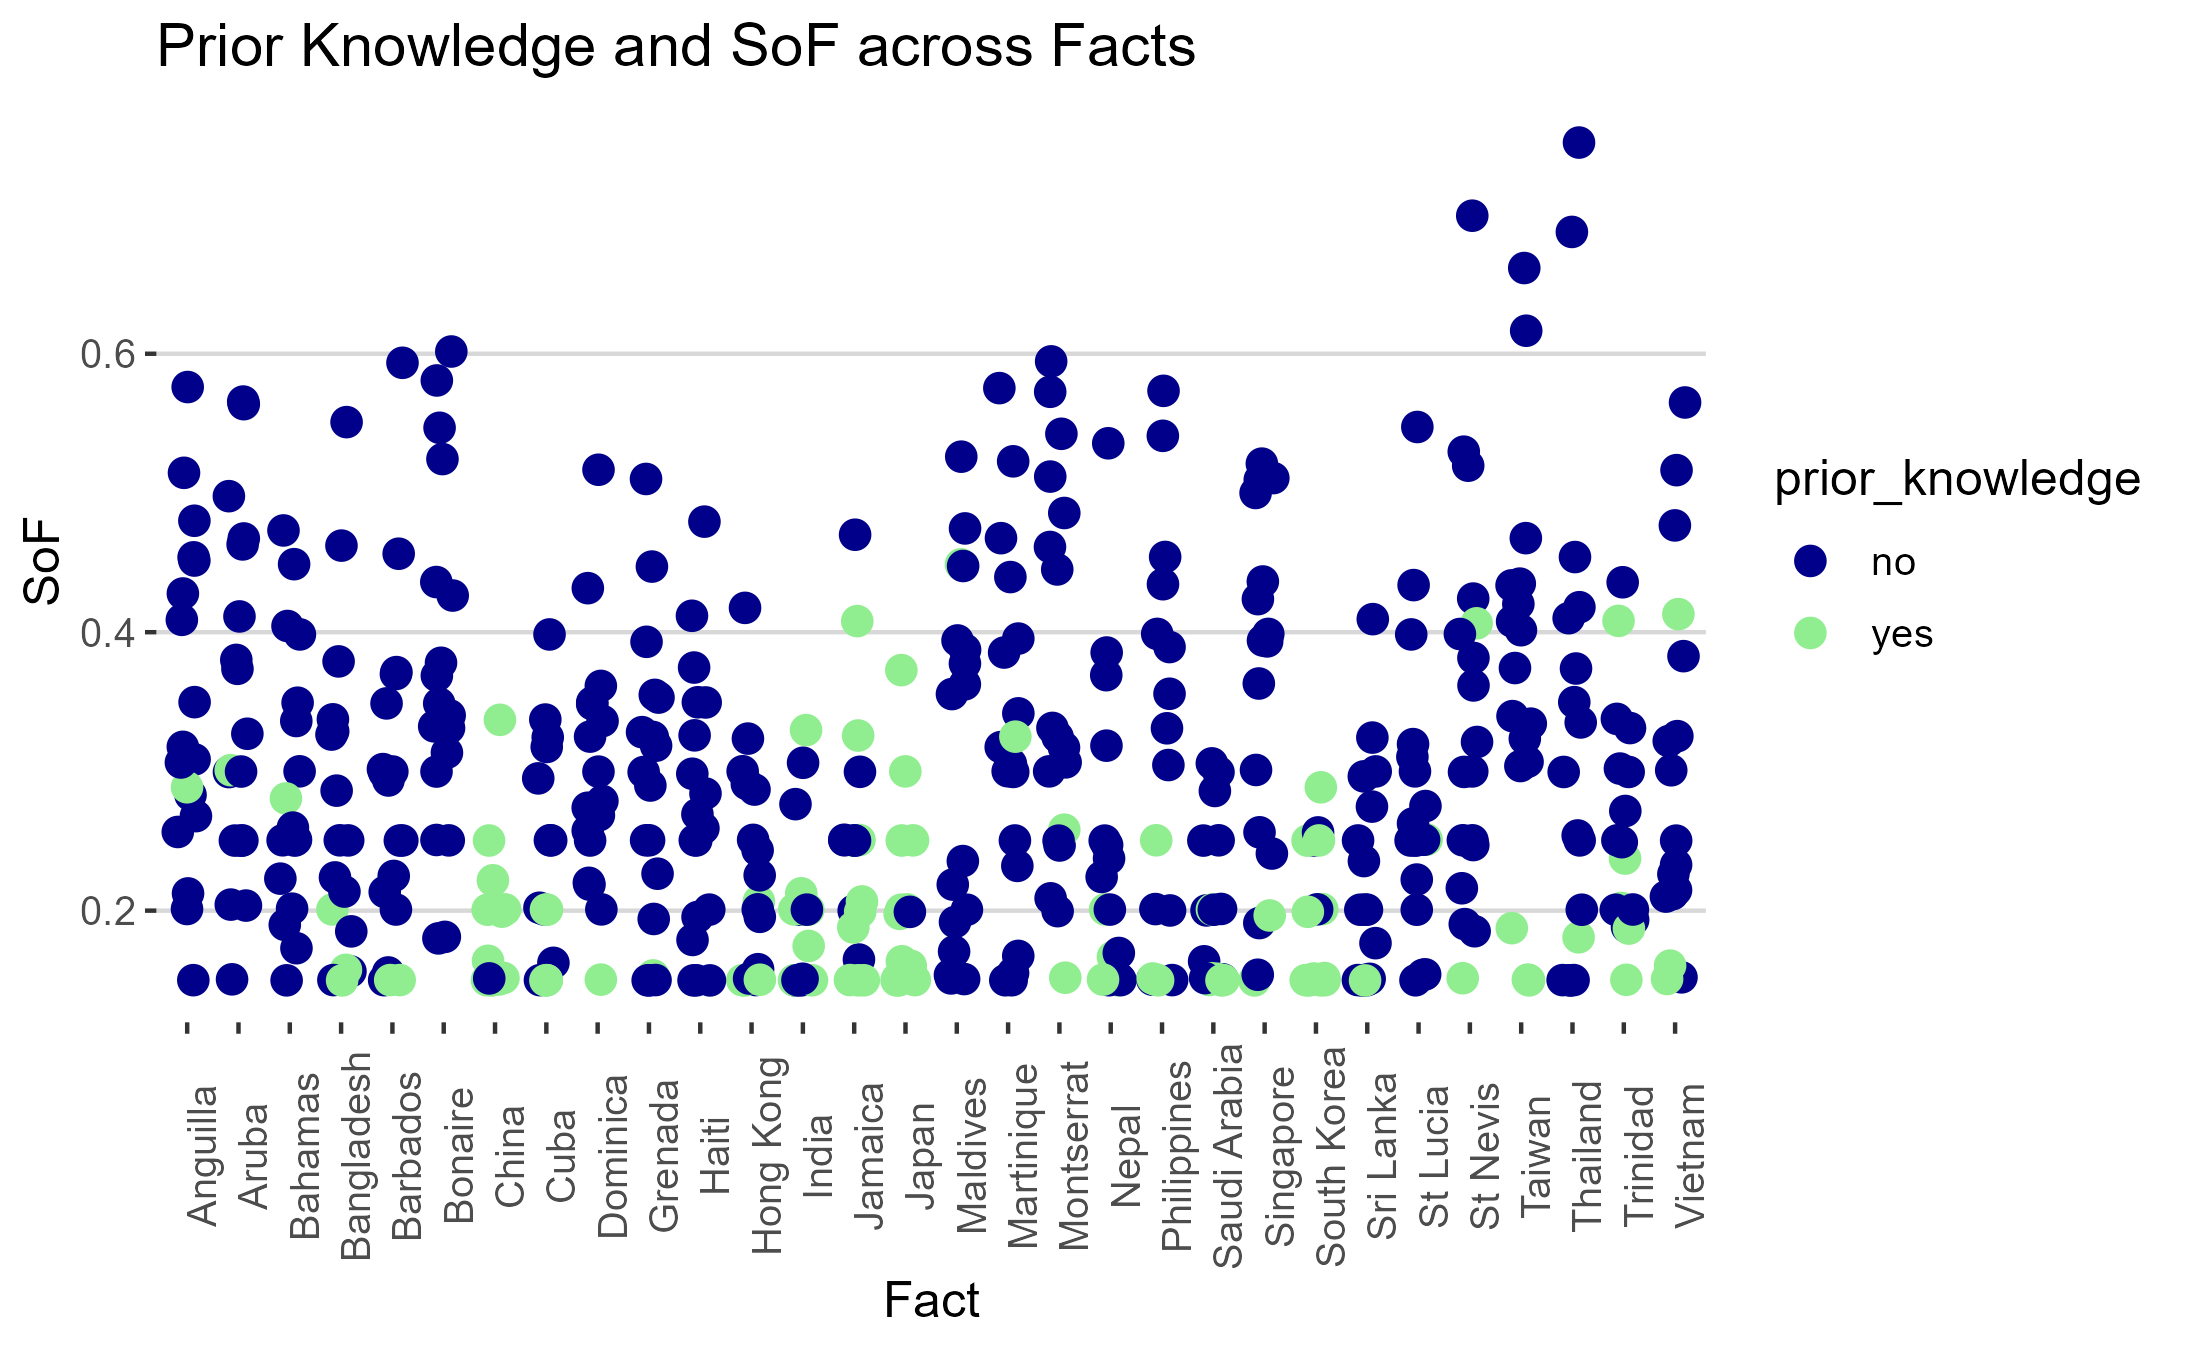 Prior Knowledge and SoF across Facts
SoF
0.6
0.4
0.2
Anguilla
Aruba
Bahamas
Bangladesh
Barbados
Bonaire
China
Cuba
Dominica
Grenada
Haiti
Hong Kong
India
Jamaica
Japan
Maldives
Martinique
Montserrat
Nepal
Philippines
Saudi Arabia
Singapore
South Korea
Sri Lanka
St Lucia
St Nevis
Taiwan
Thailand
Trinidad
Vietnam
Fact
prior_knowledge
no
yes